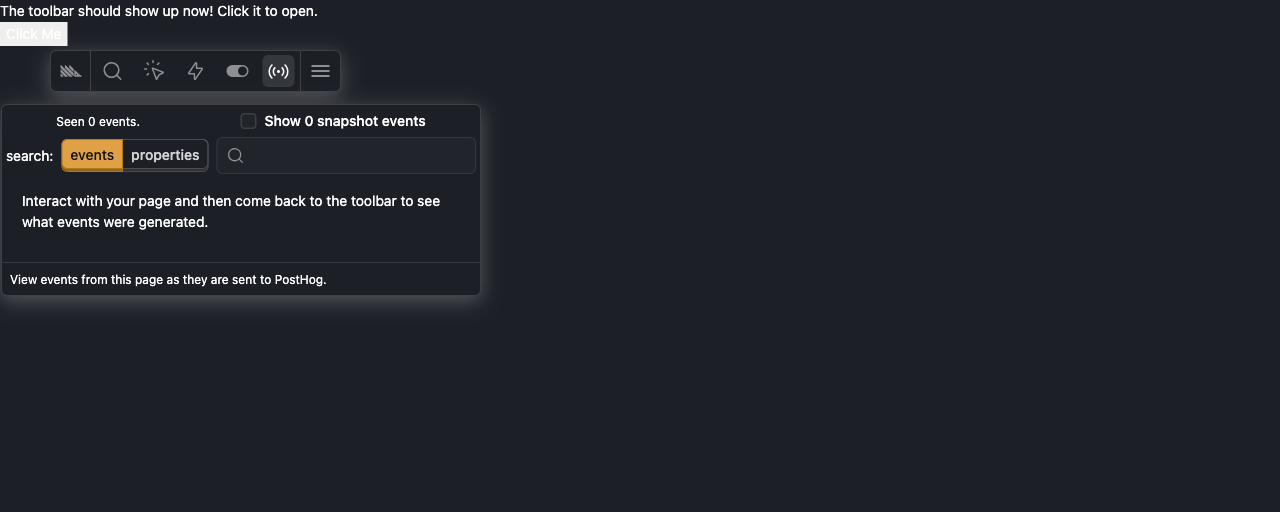 The toolbar should show up now! Click it to open.
Click Me
Seen 0 events.
Show 0 snapshot events
search:
events
properties
Interact with your page and then come back to the toolbar to see
what events were generated.
View events from this page as they are sent to PostHog.